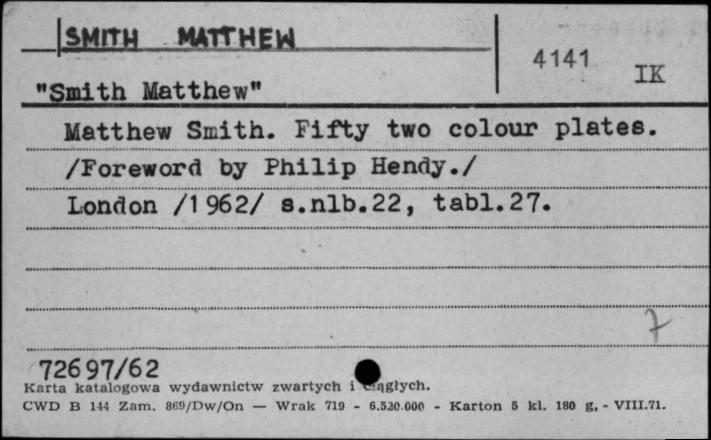 SMITH MATTHEW
4141
IK
"Smith Matthew"
Matthew Smith. Fifty two colour plates.
/Foreword by Philip Hendy./
London /1962/ s.nlb.22, tabl.27.
7
72697/62
Karta katalogowa wydawnictw zwartych i ciągłych.
CWD B 144 Zam. 869/Dw/On — Wrak 719 - 6.520.000 - Karton 5 kl. 180 g, - VIII.71.